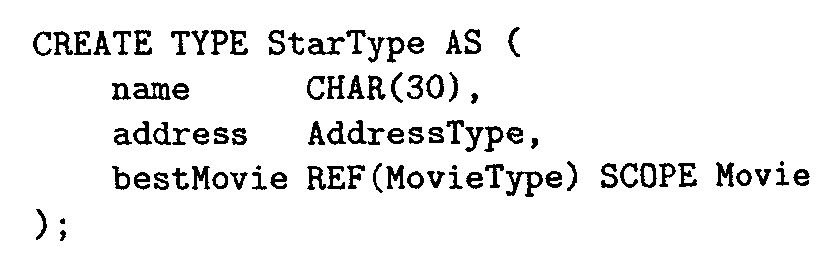 CREATE TYPE StarType AS (
    name      CHAR(30),
    address   AddressType,
    bestMovie REF(MovieType) SCOPE Movie
);